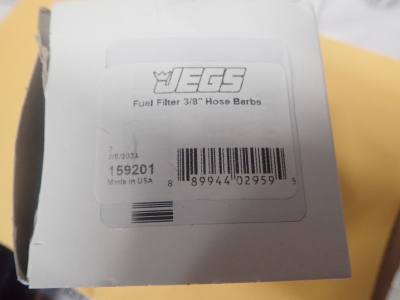 JEGS
Fuel Filter 3/8" Hose Barbs
159201
Made in USA
8 89944 02959 5